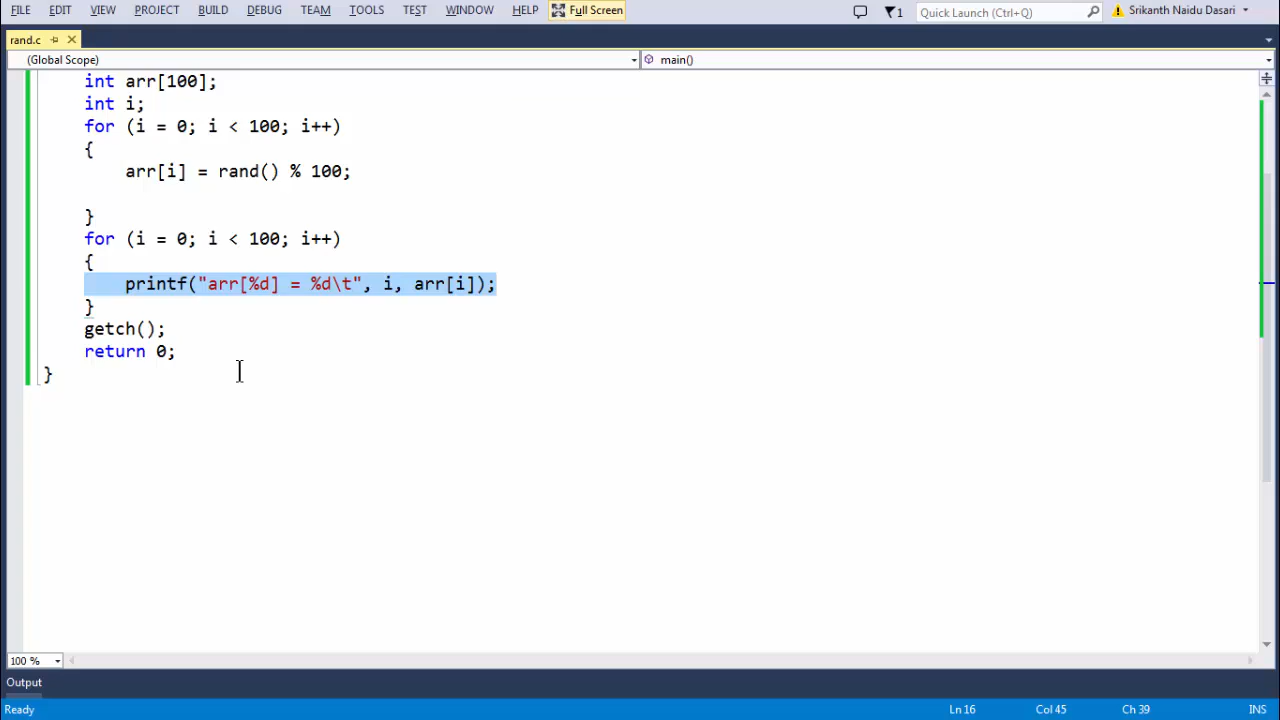 FILE EDIT VIEW PROJECT BUILD DEBUG TEAM TOOLS TEST WINDOW HELP Full Screen 1 Quick Launch (Ctrl+Q) Srikanth Naidu Dasari
rand.c
(Global Scope) main()
int arr[100];
int i;
for (i = 0; i < 100; i++)
{
arr[i] = rand() % 100;
}
for (i = 0; i < 100; i++)
{
printf("arr[%d] = %d\t", i, arr[i]);
}
getch();
return 0;
}
100 %
Output
Ready Ln 16 Col 45 Ch 39 INS